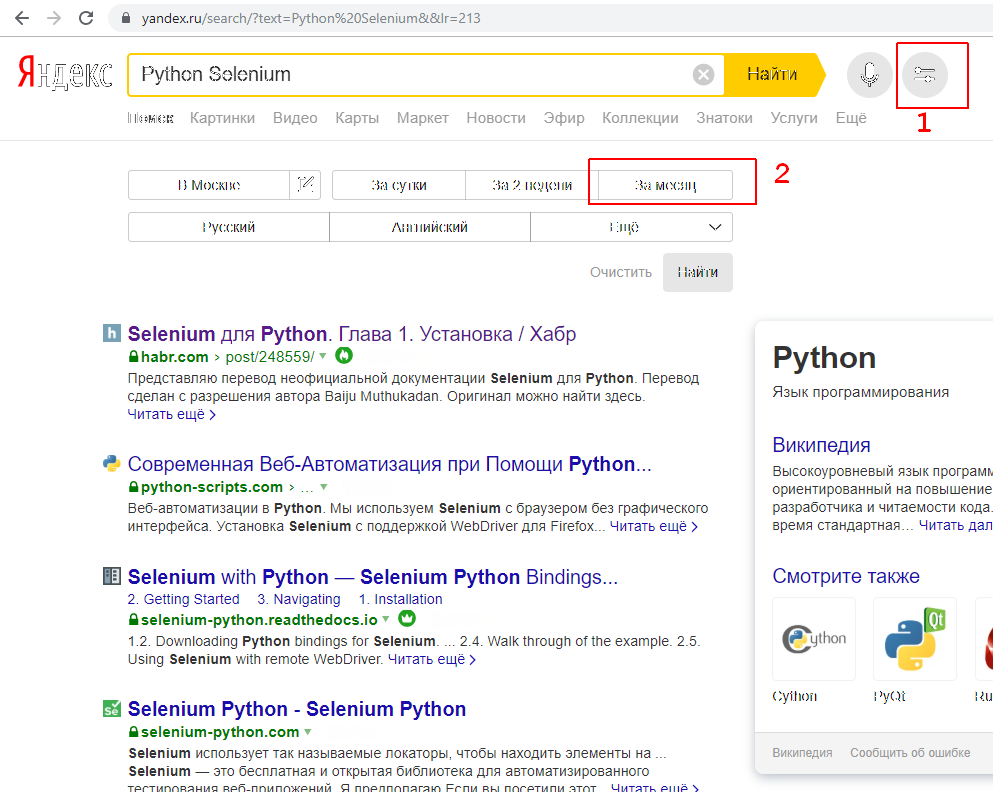 yandex.ru/search/?text=Python%20Selenium&&lr=213
Яндекс
Python Selenium
Найти
1
Поиск Картинки Видео Карты Маркет Новости Эфир Коллекции Знатоки Услуги Ещё
В Москве За сутки За 2 недели За месяц
2
Русский Английский Ещё
Очистить Найти
h Selenium для Python. Глава 1. Установка / Хабр
habr.com › post/248559/
Представляю перевод неофициальной документации Selenium для Python. Перевод
сделан с разрешения автора Baiju Muthukadan. Оригинал можно найти здесь.
Читать ещё >
Современная Веб-Автоматизация при Помощи Python...
python-scripts.com › ...
Веб-автоматизации в Python. Мы используем Selenium с браузером без графического
интерфейса. Установка Selenium с поддержкой WebDriver для Firefox... Читать ещё >
Selenium with Python — Selenium Python Bindings...
2. Getting Started 3. Navigating 1. Installation
selenium-python.readthedocs.io
1.2. Downloading Python bindings for Selenium. ... 2.4. Walk through of the example. 2.5.
Using Selenium with remote WebDriver. Читать ещё >
Se Selenium Python - Selenium Python
selenium-python.com
Selenium использует так называемые локаторы, чтобы находить элементы на ...
Selenium — это бесплатная и открытая библиотека для автоматизированного
тестирования веб-приложений. Я предполагаю Если вы посетили этот... Читать ещё >
Python
Язык программирования
Википедия
Высокоуровневый язык програм
ориентированный на повышение
разработчика и читаемости кода.
время стандартная... Читать дал
Смотрите также
Cython
Qt
Cython PyQt Ru
Википедия Сообщить об ошибке